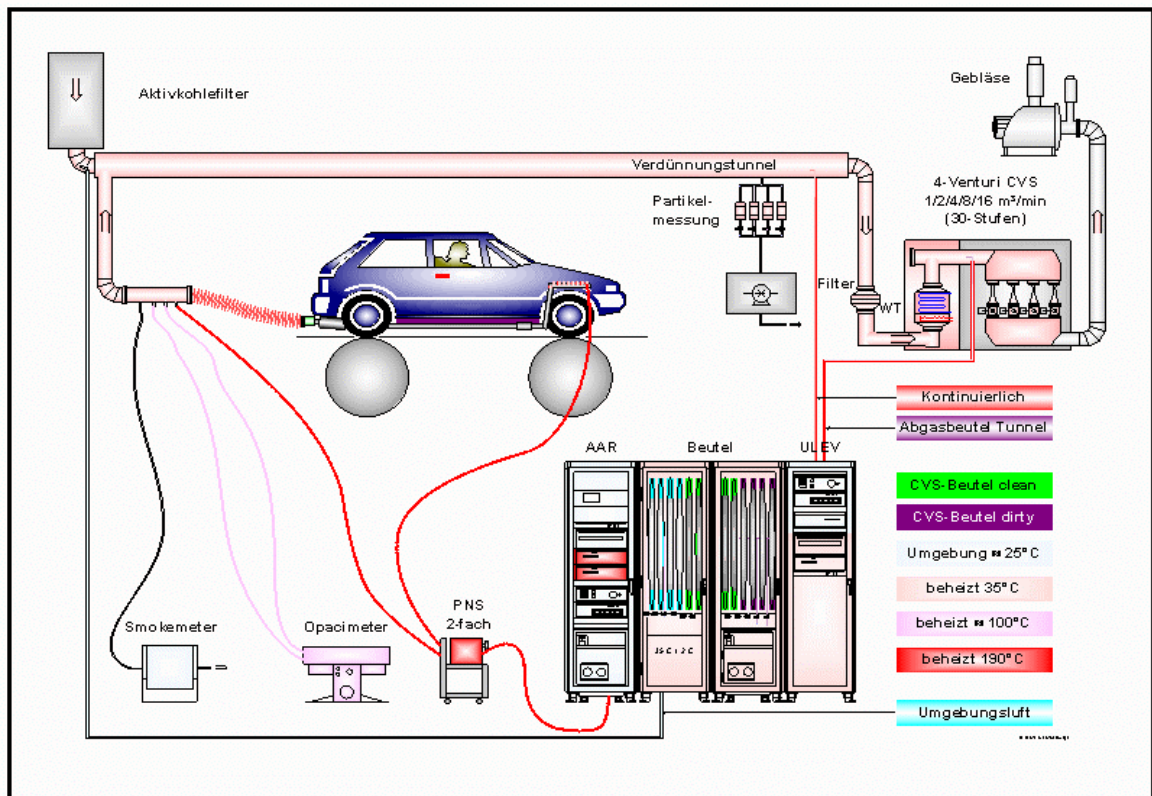 Aktivkohlefilter
Gebläse
Verdünnungstunnel
4-Venturi CVS
1/2/4/8/16 m³/min
(30-Stufen)
Partikel-
messung
Filter
WT
Kontinuierlich
Abgasbeutel Tunnel
AAR
Beutel
ULEV
CVS-Beutel clean
CVS-Beutel dirty
Umgebung ≈ 25°C
beheizt 35°C
beheizt ≈ 100°C
beheizt 190°C
Umgebungsluft
PNS
2-fach
Smokemeter
Opacimeter